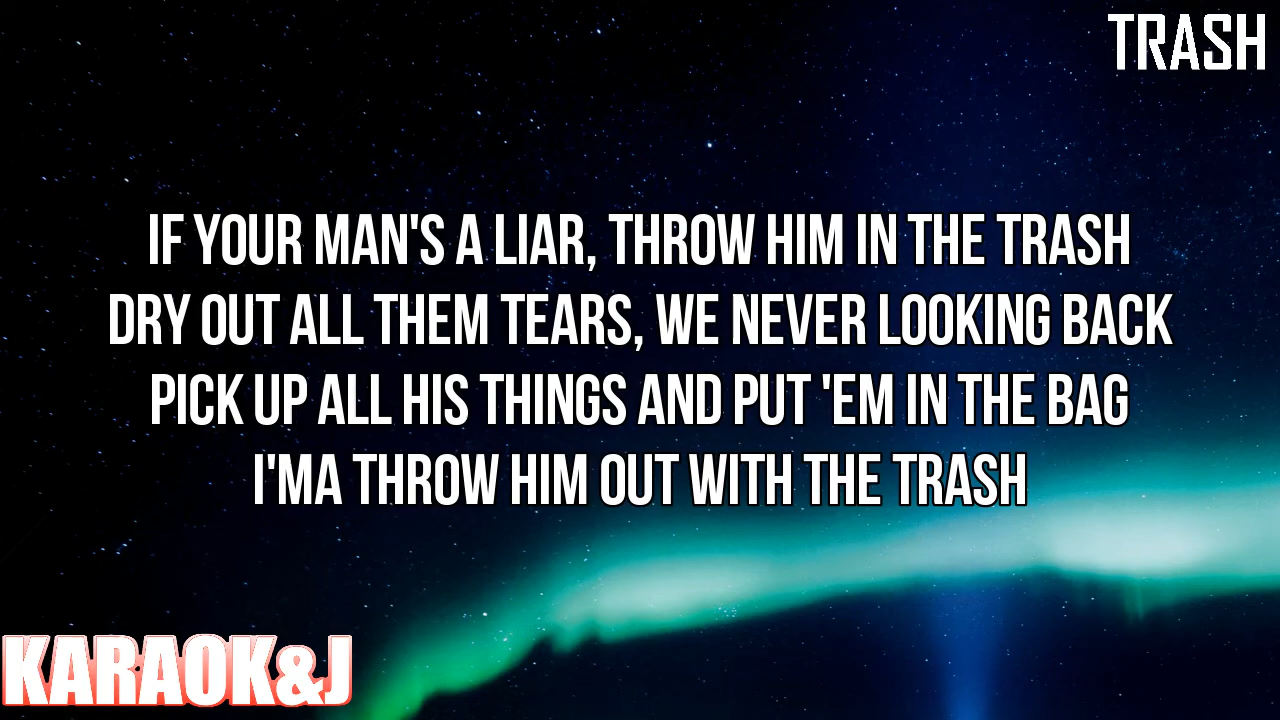 TRASH
IF YOUR MAN'S A LIAR, THROW HIM IN THE TRASH
DRY OUT ALL THEM TEARS, WE NEVER LOOKING BACK
PICK UP ALL HIS THINGS AND PUT 'EM IN THE BAG
I'MA THROW HIM OUT WITH THE TRASH
KARAOK&J